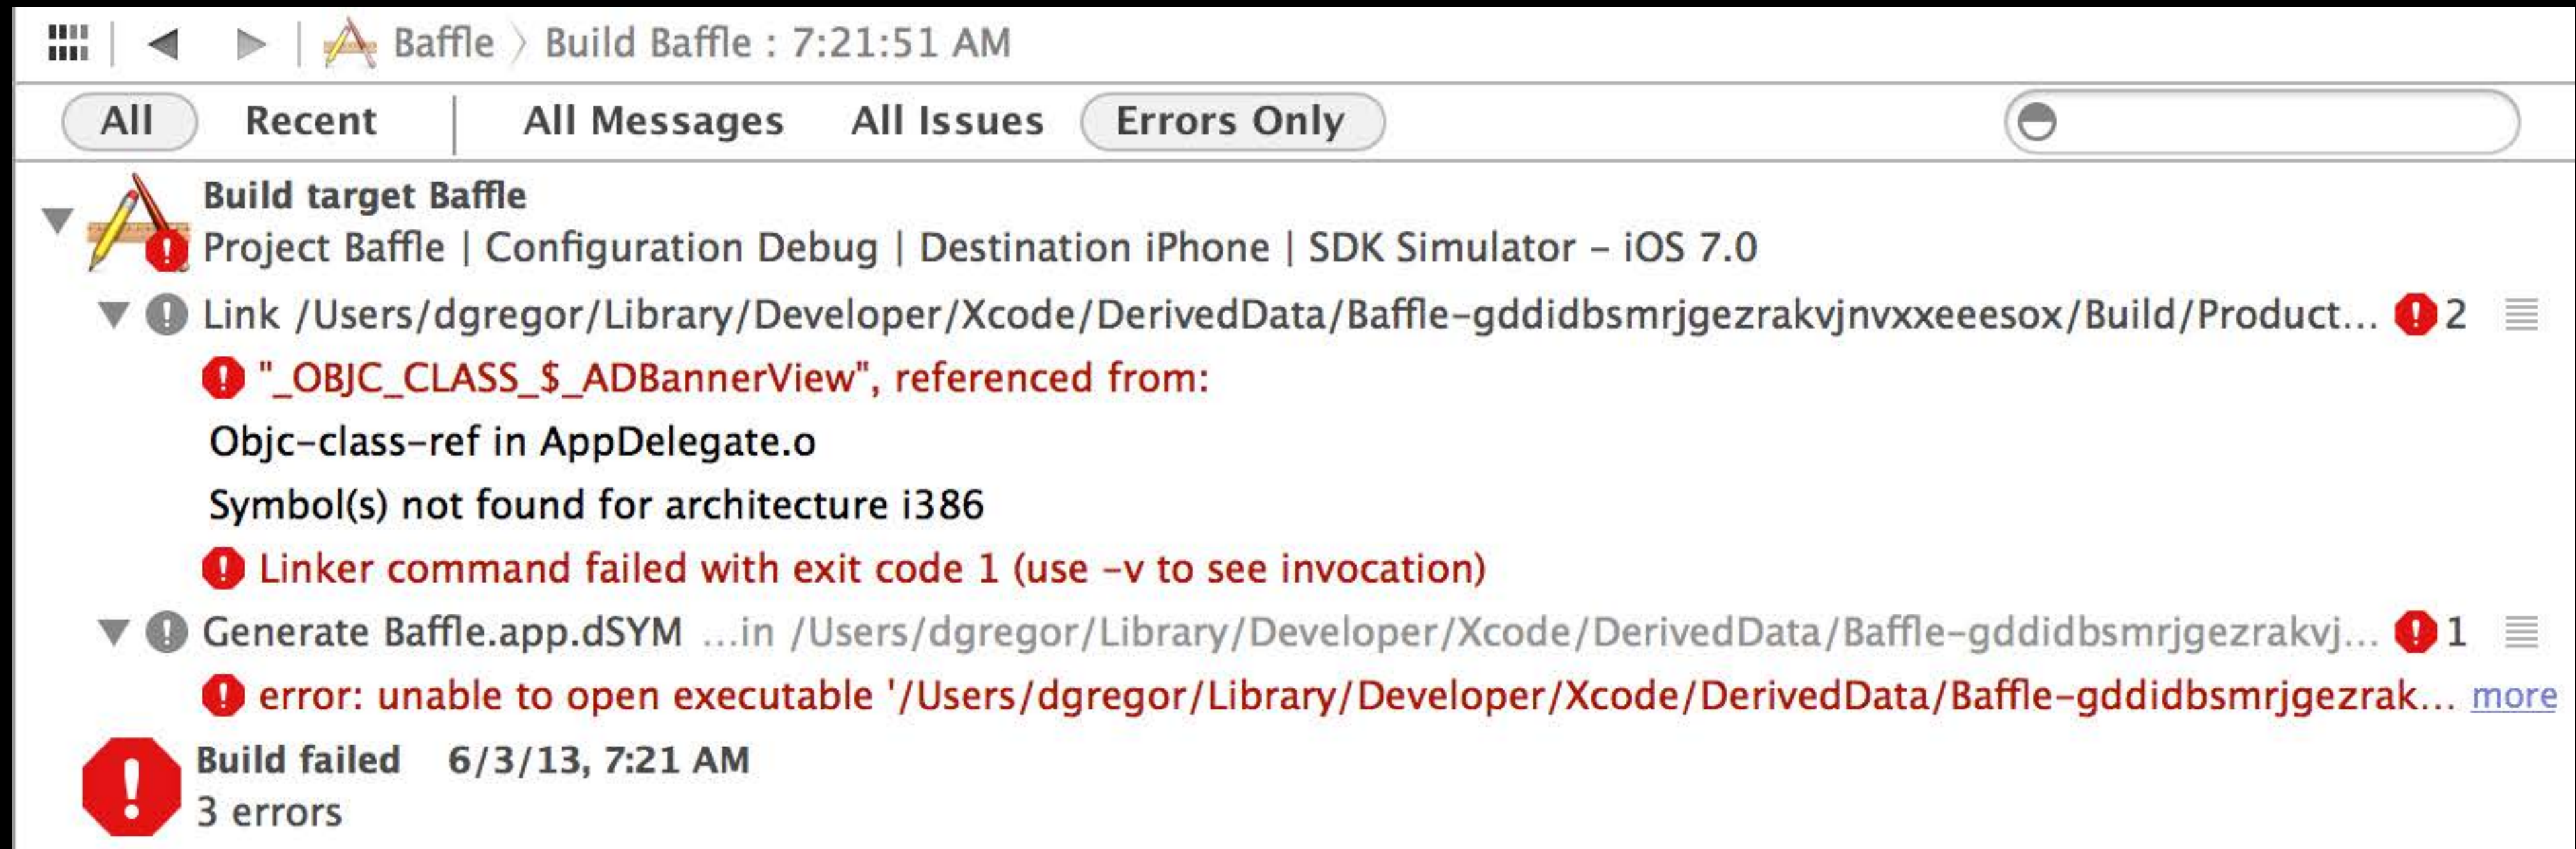 Baffle 〉 Build Baffle : 7:21:51 AM
All Recent | All Messages All Issues Errors Only
Build target Baffle
Project Baffle | Configuration Debug | Destination iPhone | SDK Simulator – iOS 7.0
Link /Users/dgregor/Library/Developer/Xcode/DerivedData/Baffle-gddidbsmrjgezrakvjnvxxeeesox/Build/Product... 2
"_OBJC_CLASS_$_ADBannerView", referenced from:
Objc-class-ref in AppDelegate.o
Symbol(s) not found for architecture i386
Linker command failed with exit code 1 (use -v to see invocation)
Generate Baffle.app.dSYM ...in /Users/dgregor/Library/Developer/Xcode/DerivedData/Baffle-gddidbsmrjgezrakvj... 1
error: unable to open executable '/Users/dgregor/Library/Developer/Xcode/DerivedData/Baffle-gddidbsmrjgezrak... more
Build failed 6/3/13, 7:21 AM
3 errors